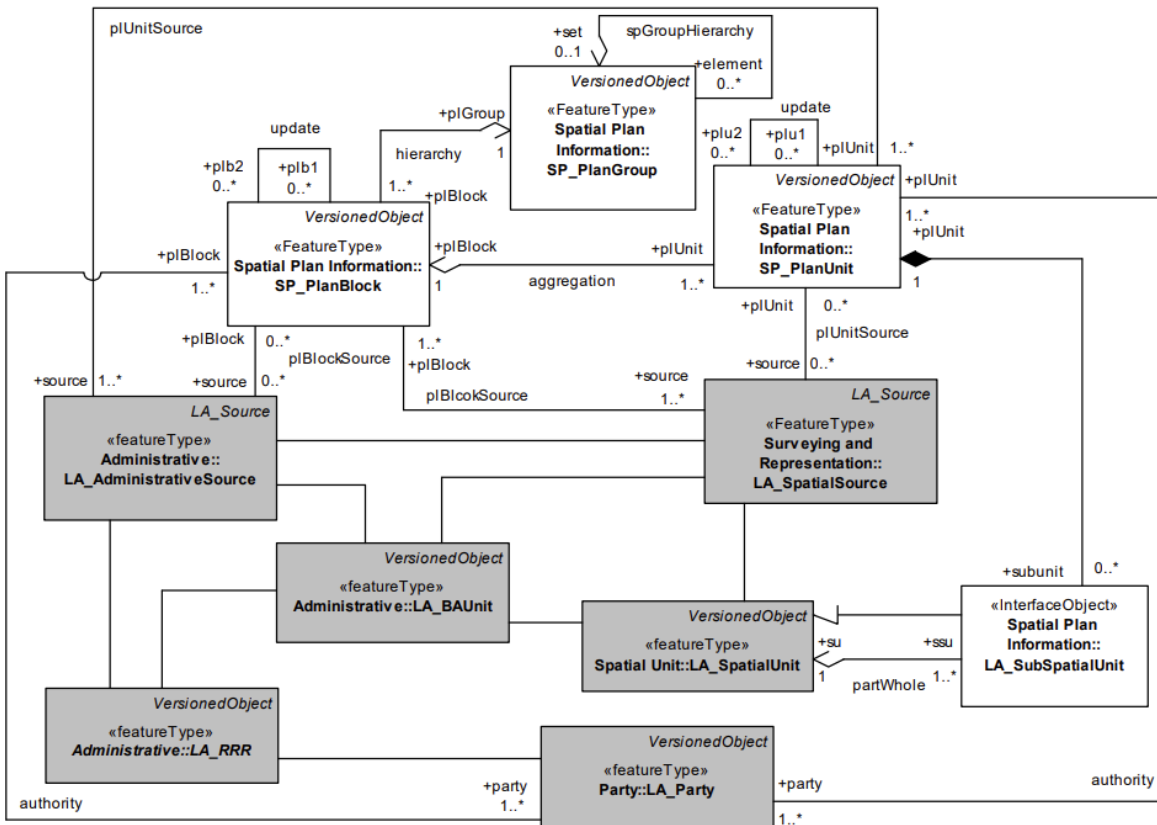 plUnitSource
+set
0..1
spGroupHierarchy
+element
0..*
VersionedObject
«FeatureType»
Spatial Plan
Information::
SP_PlanGroup
+plGroup
1
hierarchy
1..*
+plBlock
update
+plb2
0..*
+plb1
0..*
update
+plu2
0..*
+plu1
0..*
+plUnit
1..*
VersionedObject
«FeatureType»
Spatial Plan
Information::
SP_PlanUnit
+plUnit
1..*
+plUnit
1
VersionedObject
«FeatureType»
Spatial Plan Information::
SP_PlanBlock
+plBlock
1..*
+plBlock
1
aggregation
+plUnit
1..*
+plUnit
0..*
plUnitSource
+source
0..*
+plBlock
0..*
plBlockSource
+source
0..*
1..*
+plBlock
plBlcokSource
+source
1..*
+source
1..*
LA_Source
«featureType»
Administrative::
LA_AdministrativeSource
LA_Source
«FeatureType»
Surveying and
Representation::
LA_SpatialSource
VersionedObject
«featureType»
Administrative::LA_BAUnit
+subunit
0..*
VersionedObject
«featureType»
Spatial Unit::LA_SpatialUnit
+su
1
partWhole
+ssu
1..*
«InterfaceObject»
Spatial Plan
Information::
LA_SubSpatialUnit
VersionedObject
«featureType»
Administrative::LA_RRR
VersionedObject
«featureType»
Party::LA_Party
authority
+party
1..*
+party
1..*
authority